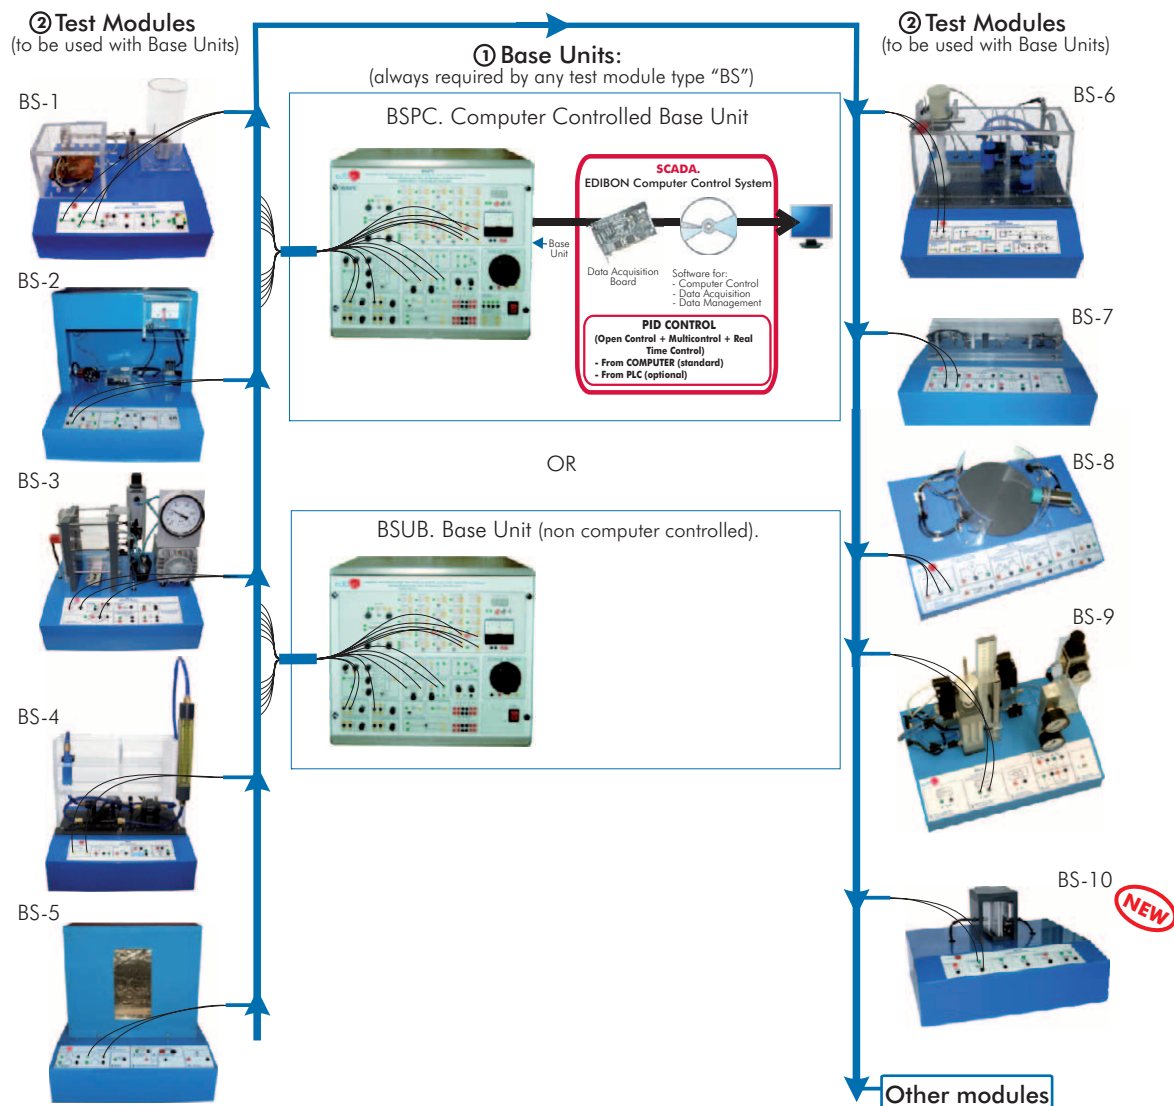 ② Test Modules
(to be used with Base Units)
BS-1
BS-2
BS-3
BS-4
BS-5
① Base Units:
(always required by any test module type “BS”)
BSPC. Computer Controlled Base Unit
Base
Unit
SCADA.
EDIBON Computer Control System
Data Acquisition
Board
Software for:
- Computer Control
- Data Acquisition
- Data Management
PID CONTROL
(Open Control + Multicontrol + Real
Time Control)
- From COMPUTER (standard)
- From PLC (optional)
OR
BSUB. Base Unit (non computer controlled).
② Test Modules
(to be used with Base Units)
BS-6
BS-7
BS-8
BS-9
BS-10
NEW
Other modules